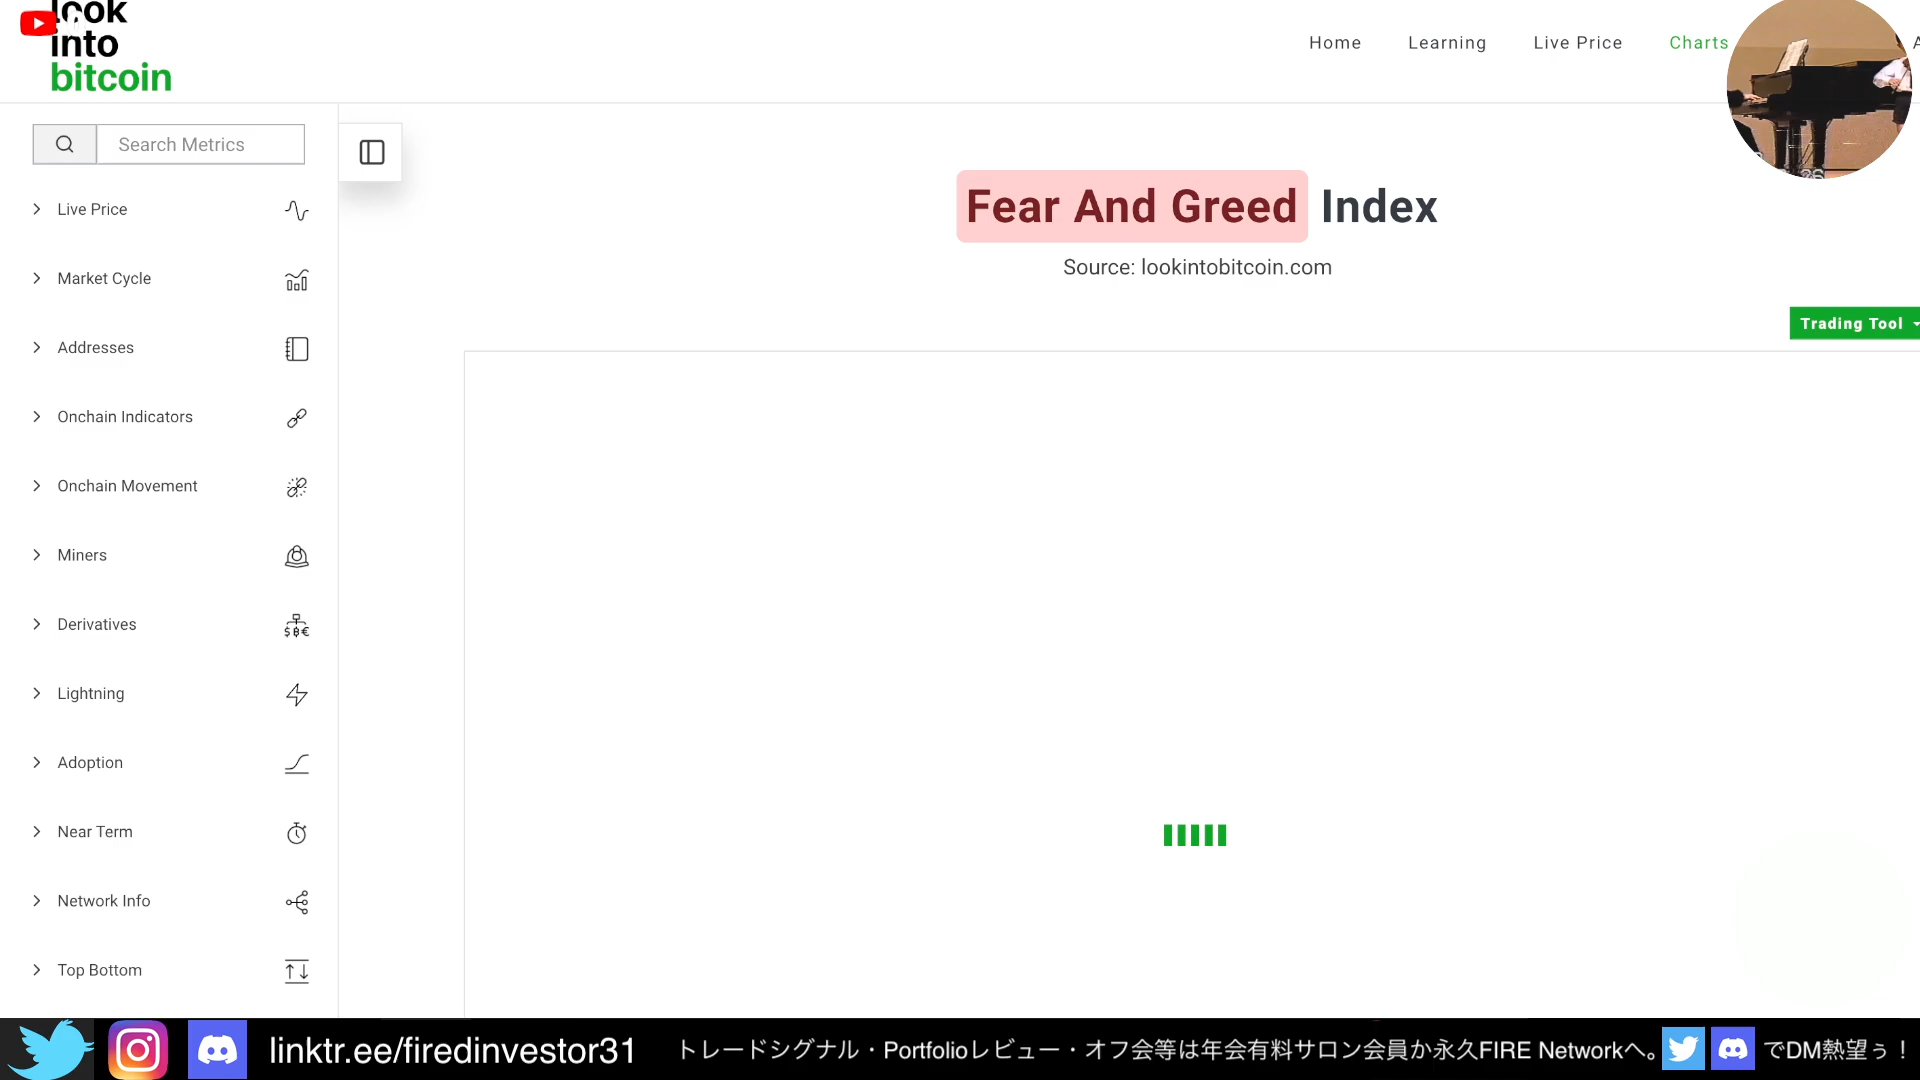 look
into
bitcoin
Home
Learning
Live Price
Charts
Search Metrics
Live Price
Market Cycle
Addresses
Onchain Indicators
Onchain Movement
Miners
Derivatives
Lightning
Adoption
Near Term
Network Info
Top Bottom
Fear And Greed Index
Source: lookintobitcoin.com
Trading Tool
linktr.ee/firedinvestor31
トレードシグナル・Portfolioレビュー・オフ会等は年会有料サロン会員か永久FIRE Networkへ。
でDM熱望ぅ！